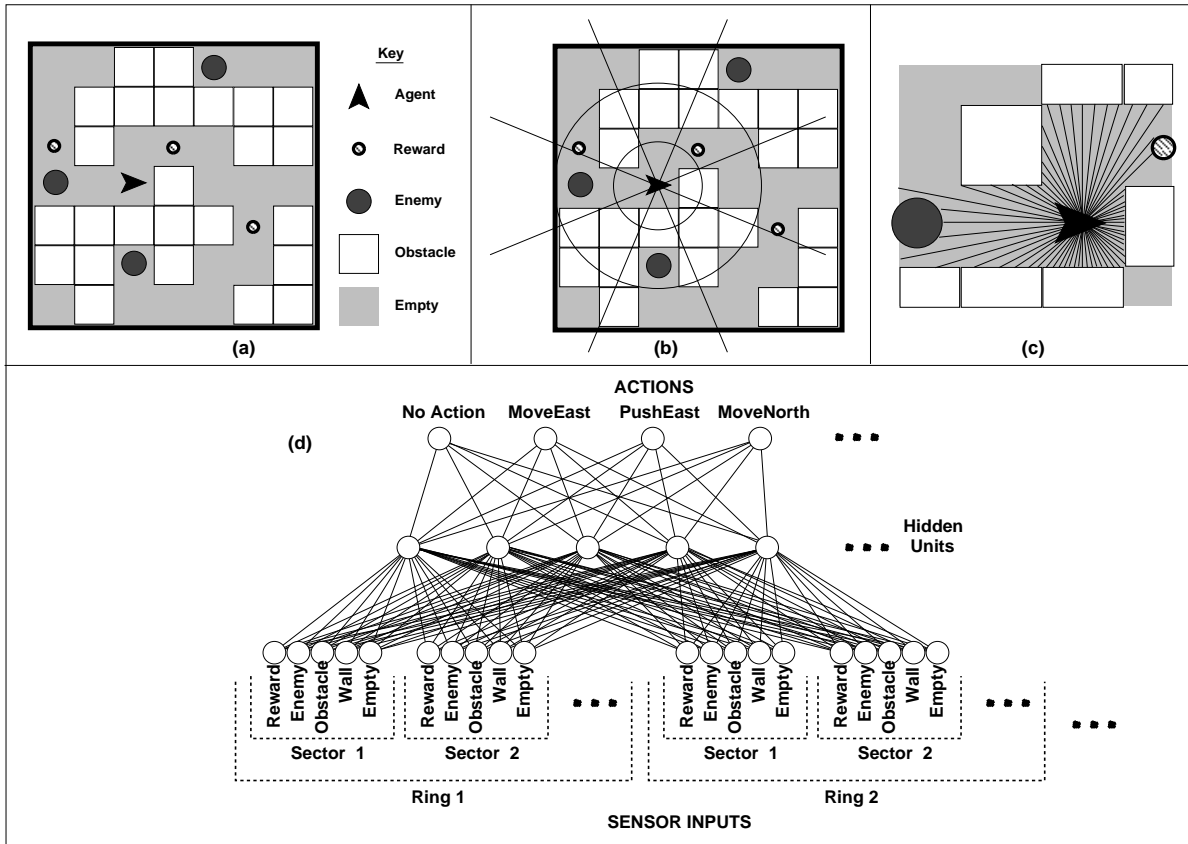 Key
Agent
Reward
Enemy
Obstacle
Empty
(a)
(b)
(c)
(d)
ACTIONS
No Action MoveEast PushEast MoveNorth
Hidden
Units
Reward Enemy Obstacle Wall Empty Reward Enemy Obstacle Wall Empty Reward Enemy Obstacle Wall Empty Reward Enemy Obstacle Wall Empty
Sector 1 Sector 2 Sector 1 Sector 2
Ring 1 Ring 2
SENSOR INPUTS